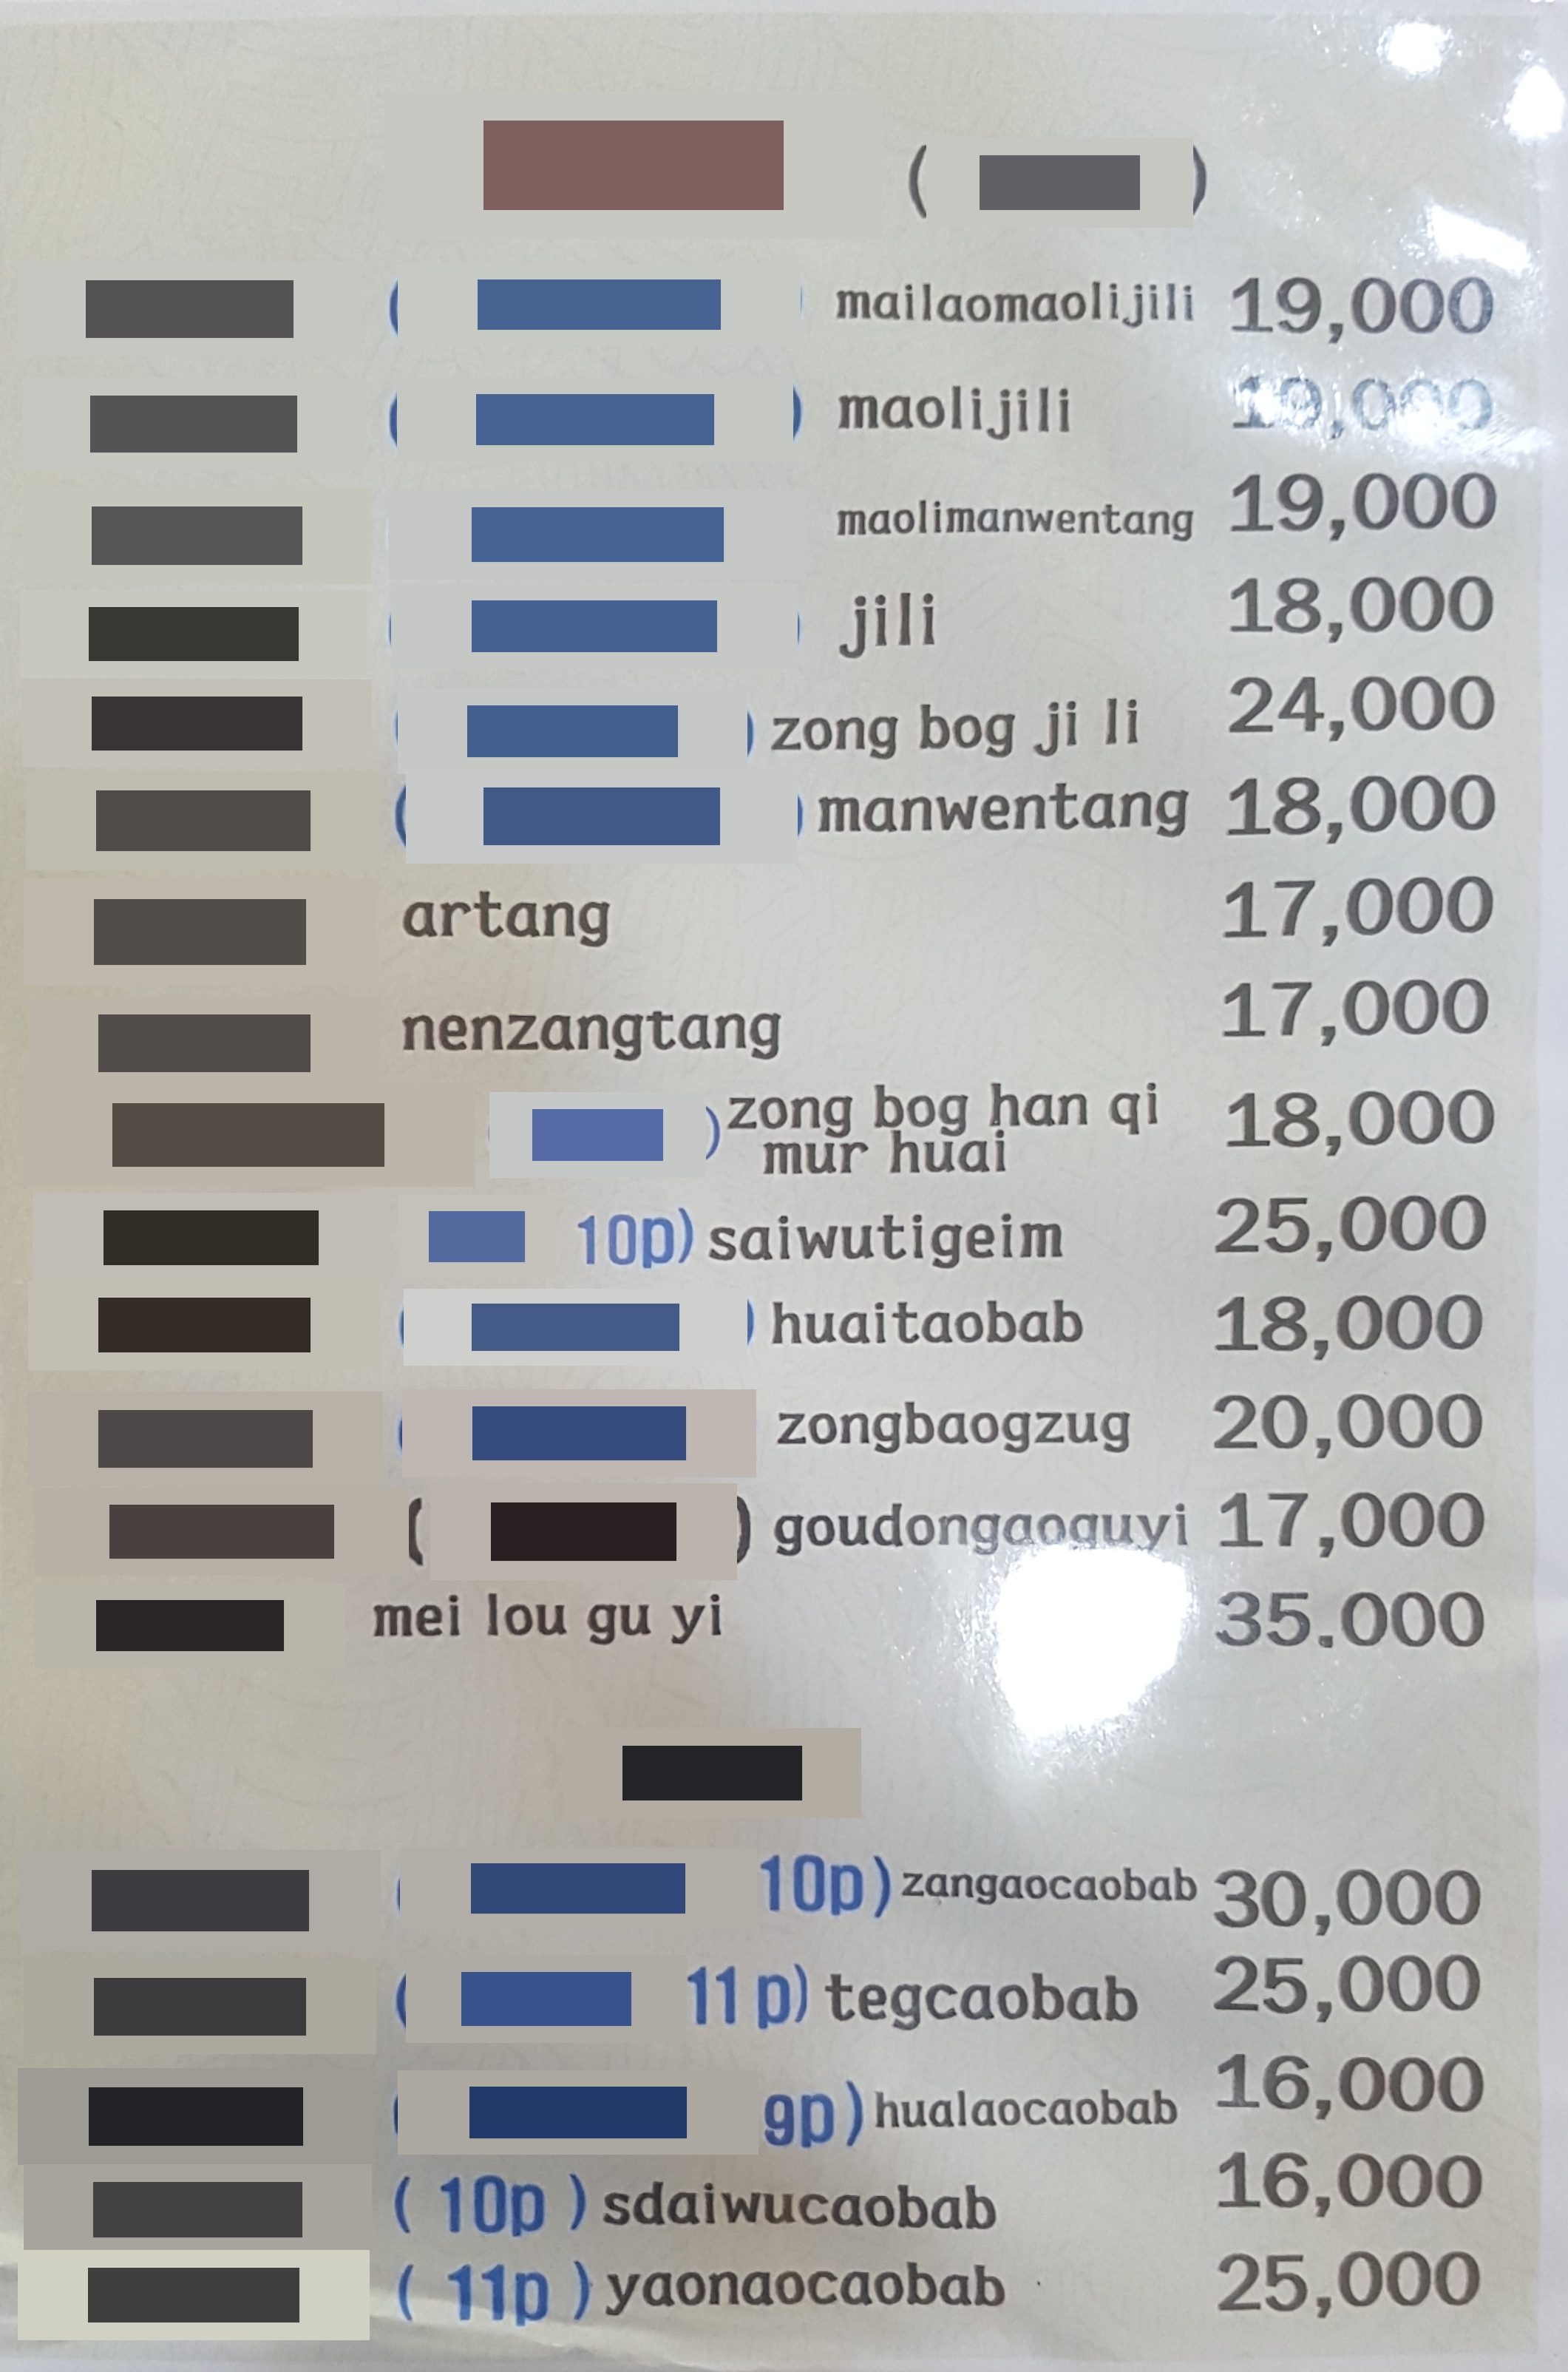 ( )
( mailaomaolijili 19,000
( ) maolijili 19,000
maolimanwentang 19,000
jili 18,000
) zong bog ji li 24,000
( ) manwentang 18,000
artang 17,000
nenzangtang 17,000
) zong bog han qi 18,000
mur huai
10p) saiwutigeim 25,000
( ) huaitaobab 18,000
zongbaogzug 20,000
( ) goudongaoguyi 17,000
mei lou gu yi 35.000
10p) zangaocaobab 30,000
( 11p) tegcaobab 25,000
( 9p) hualaocaobab 16,000
( 10p ) sdaiwucaobab 16,000
( 11p ) yaonaocaobab 25,000